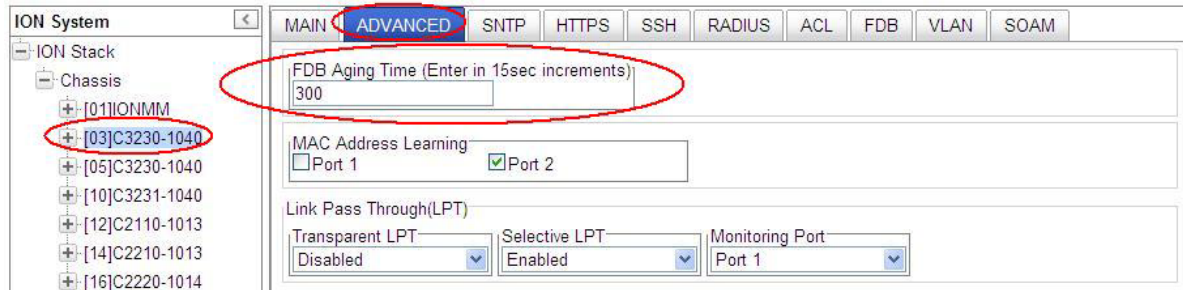 ION System
ION Stack
Chassis
[01]IONMM
[03]C3230-1040
[05]C3230-1040
[10]C3231-1040
[12]C2110-1013
[14]C2210-1013
[16]C2220-1014
MAIN ADVANCED SNTP HTTPS SSH RADIUS ACL FDB VLAN SOAM
FDB Aging Time (Enter in 15sec increments)
300
MAC Address Learning
Port 1 Port 2
Link Pass Through(LPT)
Transparent LPT Selective LPT Monitoring Port
Disabled Enabled Port 1